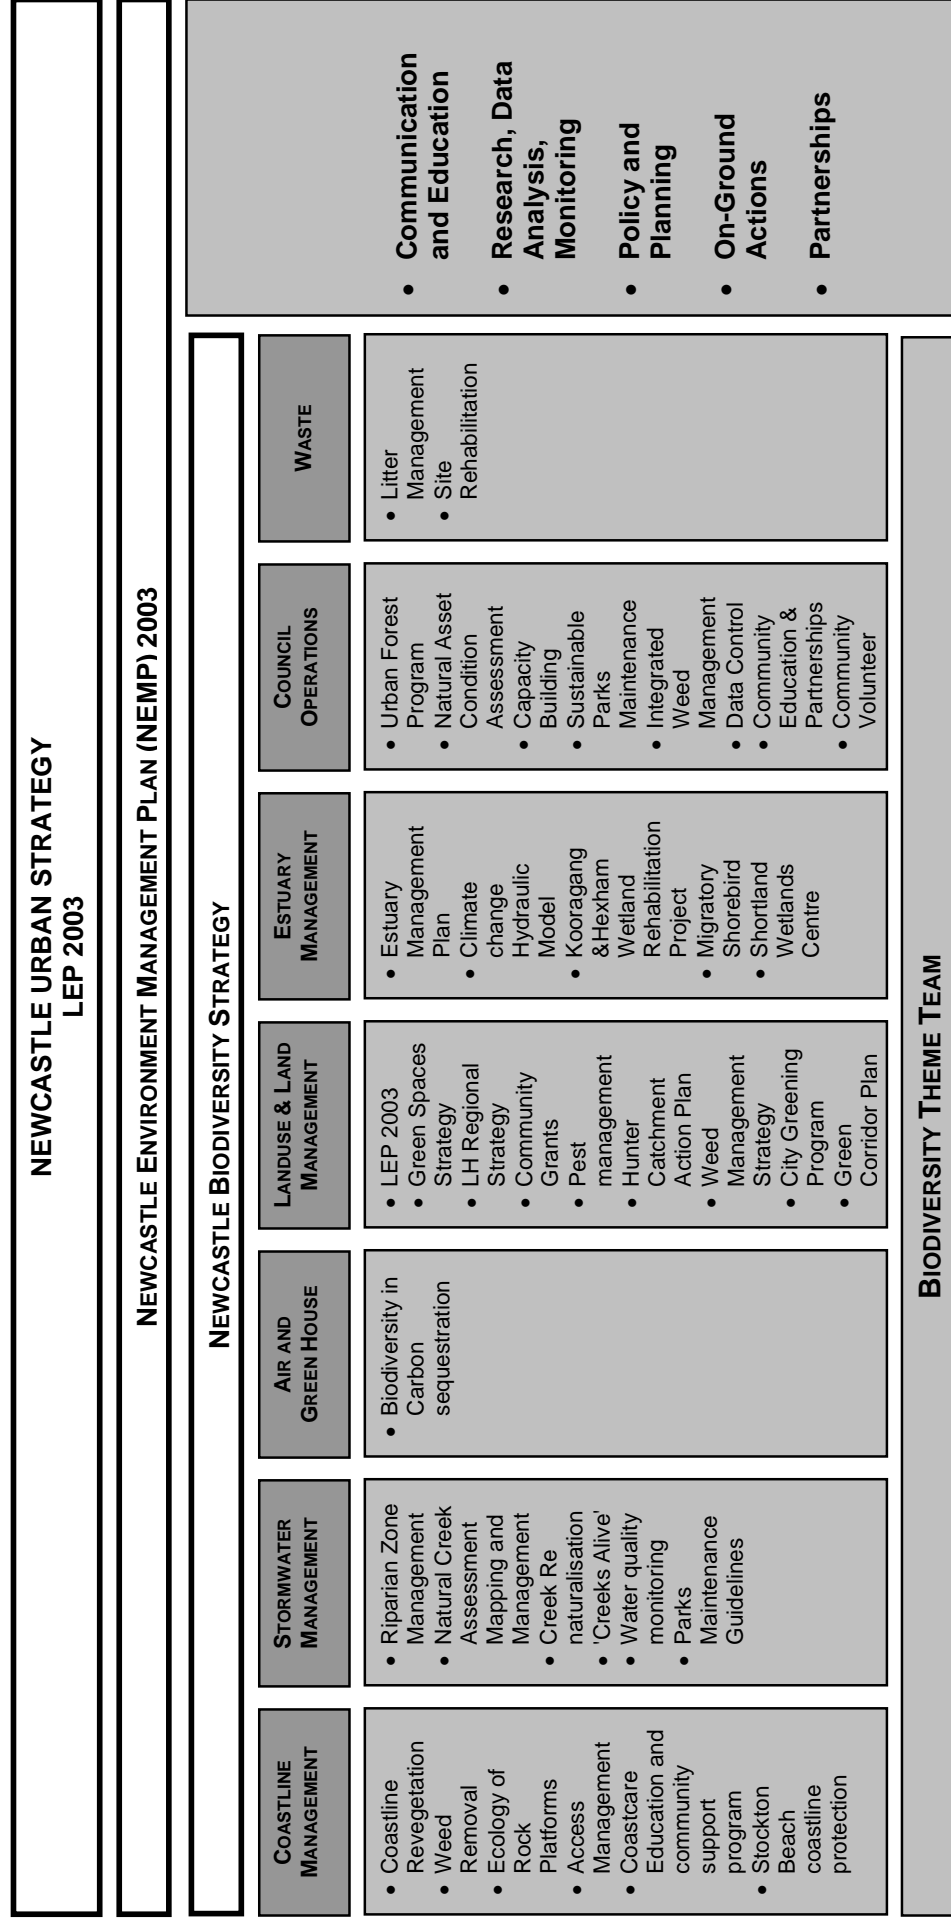 NEWCASTLE URBAN STRATEGY
LEP 2003
NEWCASTLE ENVIRONMENT MANAGEMENT PLAN (NEMP) 2003
NEWCASTLE BIODIVERSITY STRATEGY
COASTLINE
MANAGEMENT
• Coastline
Revegetation
• Weed
Removal
• Ecology of
Rock
Platforms
• Access
Management
• Coastcare
Education and
community
support
program
• Stockton
Beach
coastline
protection
STORMWATER
MANAGEMENT
• Riparian Zone
Management
• Natural Creek
Assessment
Mapping and
Management
• Creek Re
naturalisation
• 'Creeks Alive'
• Water quality
monitoring
• Parks
Maintenance
Guidelines
AIR AND
GREEN HOUSE
• Biodiversity in
Carbon
sequestration
LANDUSE & LAND
MANAGEMENT
• LEP 2003
• Green Spaces
Strategy
• LH Regional
Strategy
• Community
Grants
• Pest
management
• Hunter
Catchment
Action Plan
• Weed
Management
Strategy
• City Greening
Program
• Green
Corridor Plan
ESTUARY
MANAGEMENT
• Estuary
Management
Plan
• Climate
change
Hydraulic
Model
• Kooragang
&Hexham
Wetland
Rehabilitation
Project
• Migratory
Shorebird
• Shortland
Wetlands
Centre
COUNCIL
OPERATIONS
• Urban Forest
Program
• Natural Asset
Condition
Assessment
• Capacity
Building
• Sustainable
Parks
Maintenance
• Integrated
Weed
Management
• Data Control
• Community
Education &
Partnerships
• Community
Volunteer
WASTE
• Litter
Management
• Site
Rehabilitation
• Communication
and Education
• Research, Data
Analysis,
Monitoring
• Policy and
Planning
• On-Ground
Actions
• Partnerships
BIODIVERSITY THEME TEAM